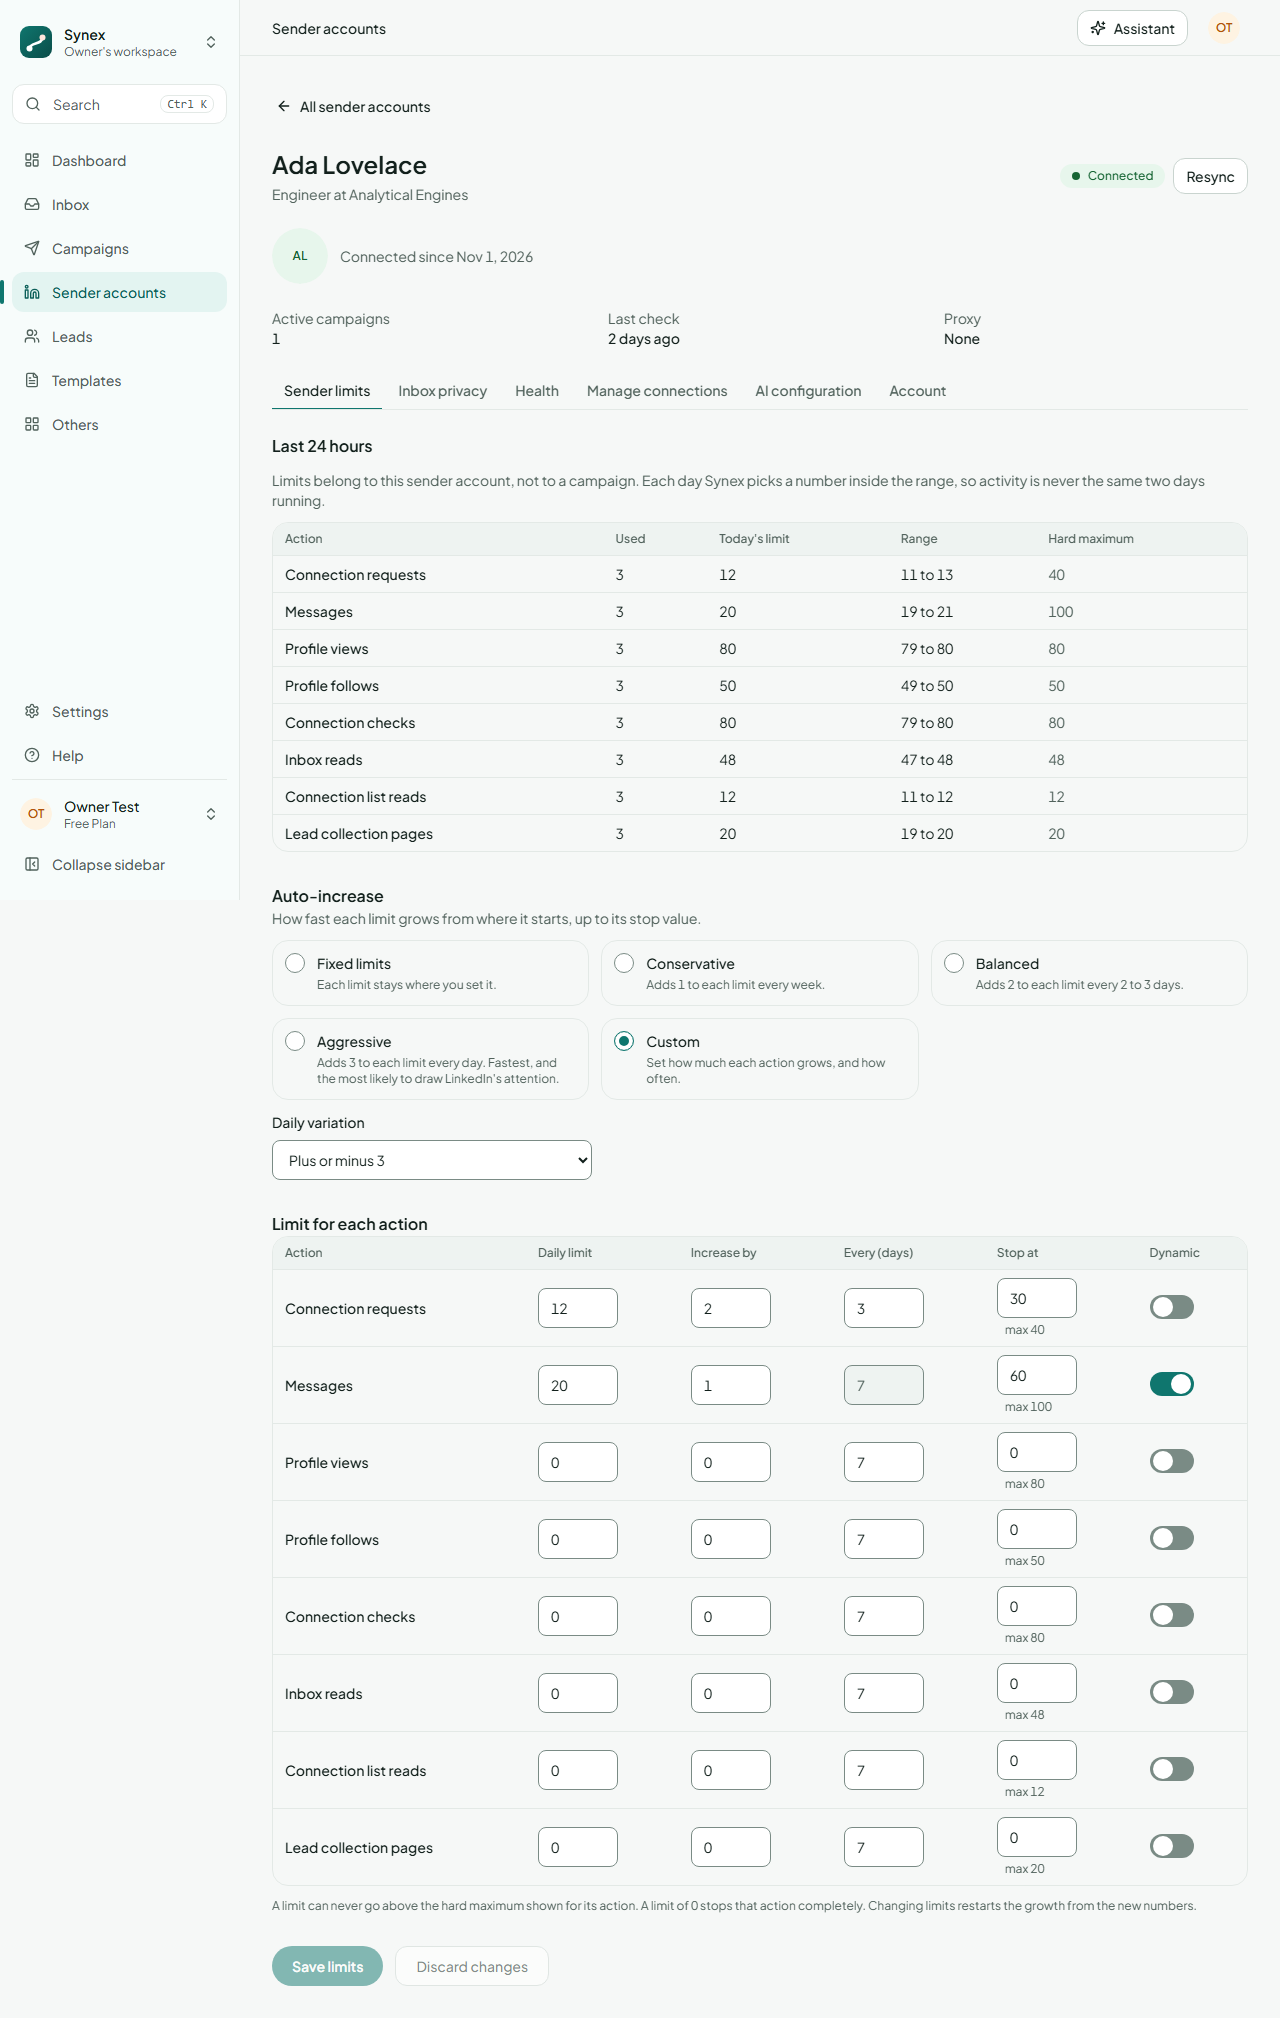 Synex
Owner's workspace
Search
Ctrl K
Dashboard
Inbox
Campaigns
Sender accounts
Leads
Templates
Others
Settings
Help
OT
Owner Test
Free Plan
Collapse sidebar
Sender accounts
Assistant
OT
All sender accounts
Ada Lovelace
Engineer at Analytical Engines
Connected
Resync
AL
Connected since Nov 1, 2026
Active campaigns
1
Last check
2 days ago
Proxy
None
Sender limits Inbox privacy Health Manage connections AI configuration Account
Last 24 hours
Limits belong to this sender account, not to a campaign. Each day Synex picks a number inside the range, so activity is never the same two days
running.
Action Used Today's limit Range Hard maximum
Connection requests 3 12 11 to 13 40
Messages 3 20 19 to 21 100
Profile views 3 80 79 to 80 80
Profile follows 3 50 49 to 50 50
Connection checks 3 80 79 to 80 80
Inbox reads 3 48 47 to 48 48
Connection list reads 3 12 11 to 12 12
Lead collection pages 3 20 19 to 20 20
Auto-increase
How fast each limit grows from where it starts, up to its stop value.
Fixed limits
Each limit stays where you set it.
Conservative
Adds 1 to each limit every week.
Balanced
Adds 2 to each limit every 2 to 3 days.
Aggressive
Adds 3 to each limit every day. Fastest, and
the most likely to draw LinkedIn's attention.
Custom
Set how much each action grows, and how
often.
Daily variation
Plus or minus 3
Limit for each action
Action Daily limit Increase by Every (days) Stop at Dynamic
Connection requests 12 2 3 30
max 40
Messages 20 1 7 60
max 100
Profile views 0 0 7 0
max 80
Profile follows 0 0 7 0
max 50
Connection checks 0 0 7 0
max 80
Inbox reads 0 0 7 0
max 48
Connection list reads 0 0 7 0
max 12
Lead collection pages 0 0 7 0
max 20
A limit can never go above the hard maximum shown for its action. A limit of 0 stops that action completely. Changing limits restarts the growth from the new numbers.
Save limits
Discard changes